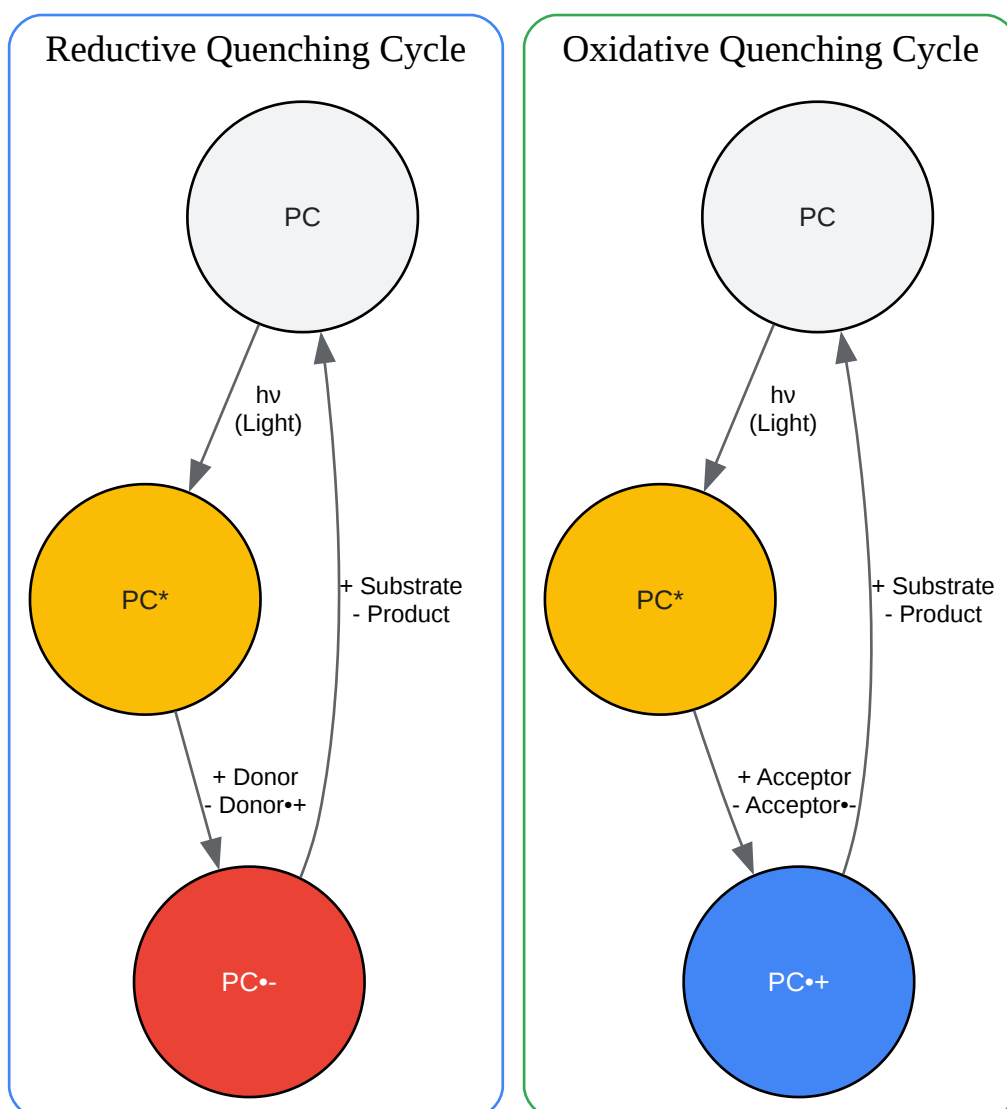 Reductive Quenching Cycle
PC
hν
(Light)
PC*
+ Substrate
- Product
+ Donor
- Donor•+
PC•-
Oxidative Quenching Cycle
PC
hν
(Light)
PC*
+ Substrate
- Product
+ Acceptor
- Acceptor•-
PC•+